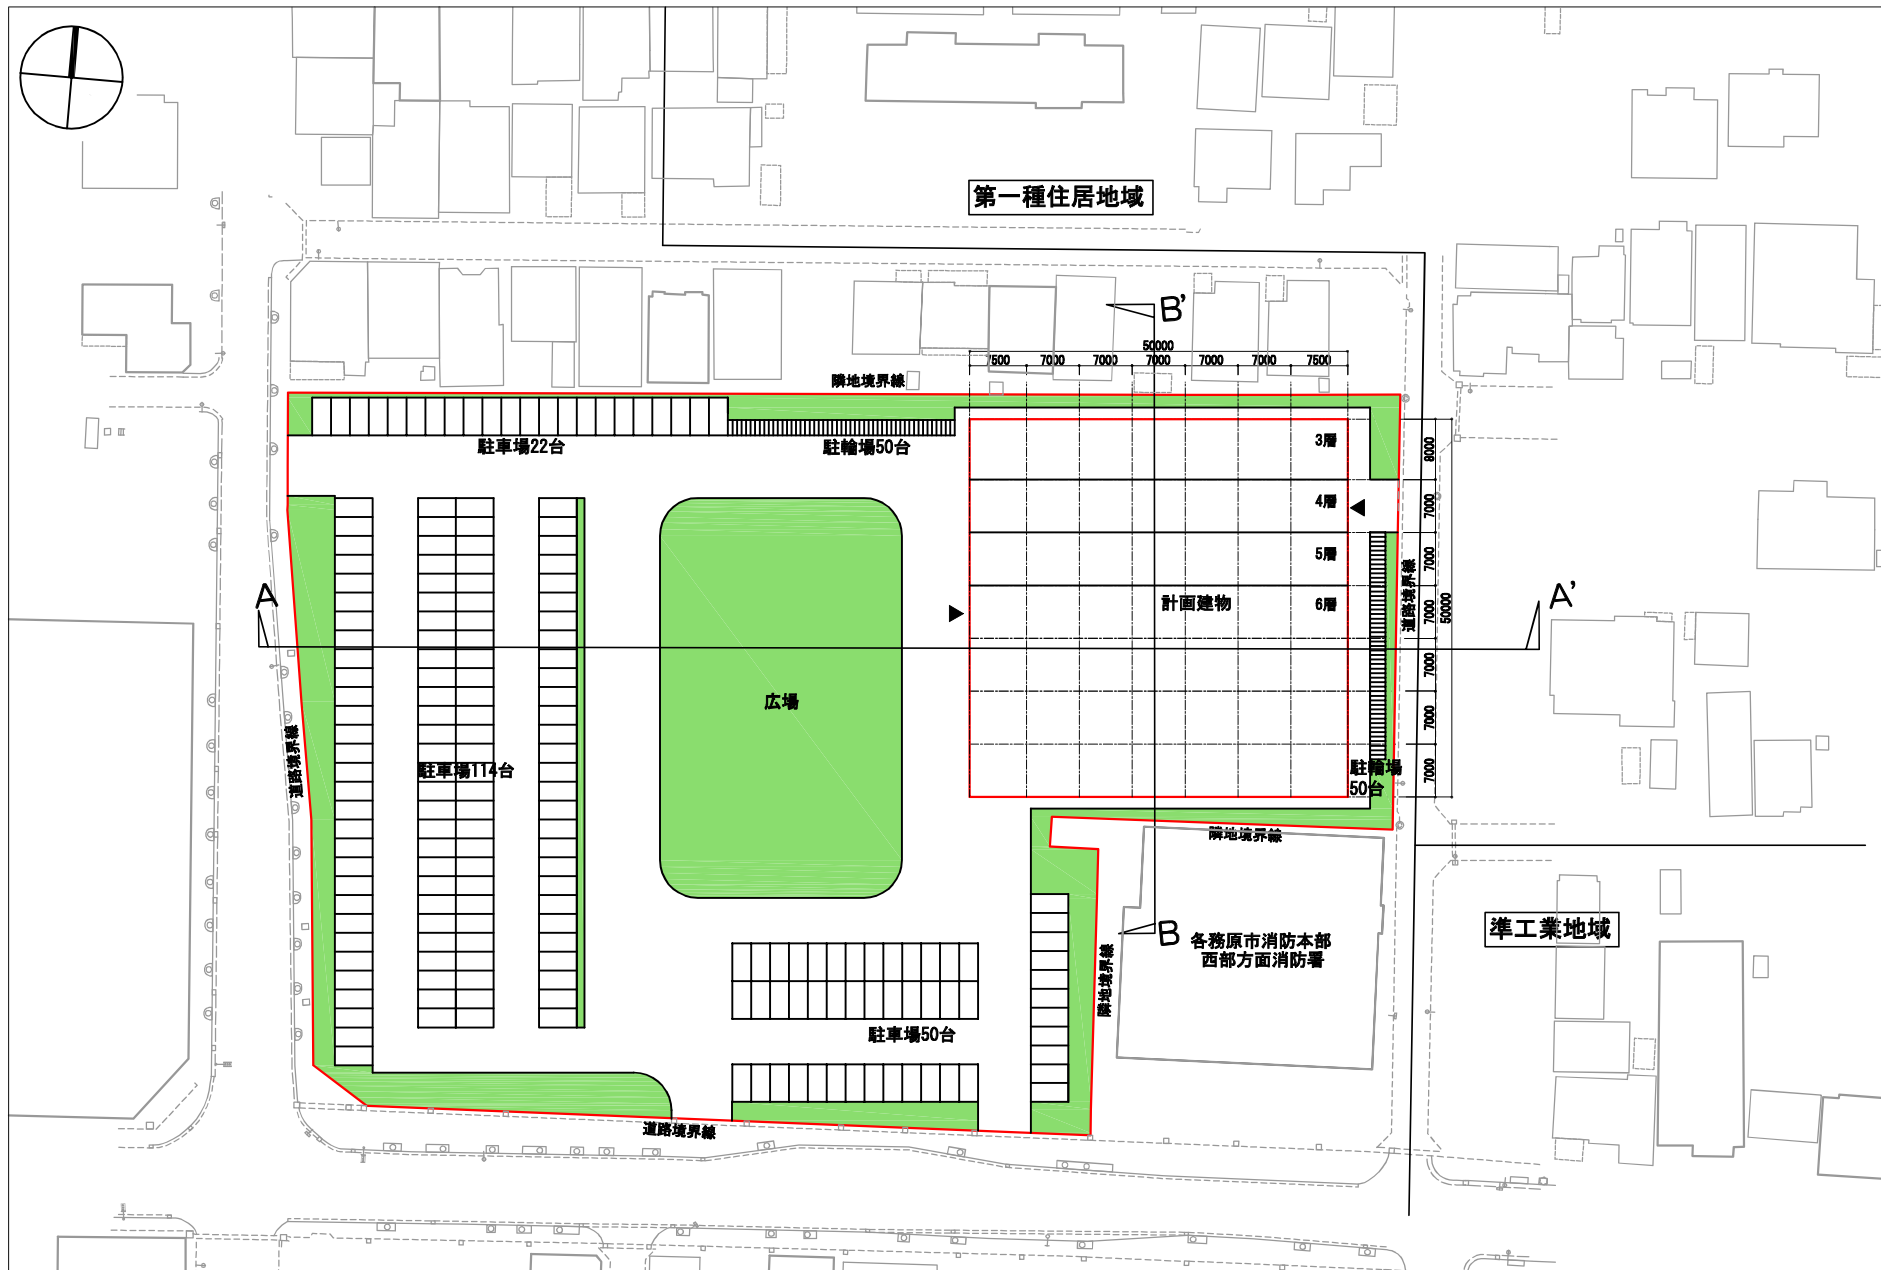 第一種住居地域
B'
50000
7500 7000 7000 7000 7000 7000 7500
隣地境界線
駐車場22台
駐輪場50台
3層
8000
4層
7000
5層
7000
道路境界線
計画建物
6層
7000
50000
A
A'
7000
広場
7000
道路境界線
駐車場114台
駐輪場
50台
7000
隣地境界線
準工業地域
B
各務原市消防本部
西部方面消防署
隣地境界線
駐車場50台
道路境界線